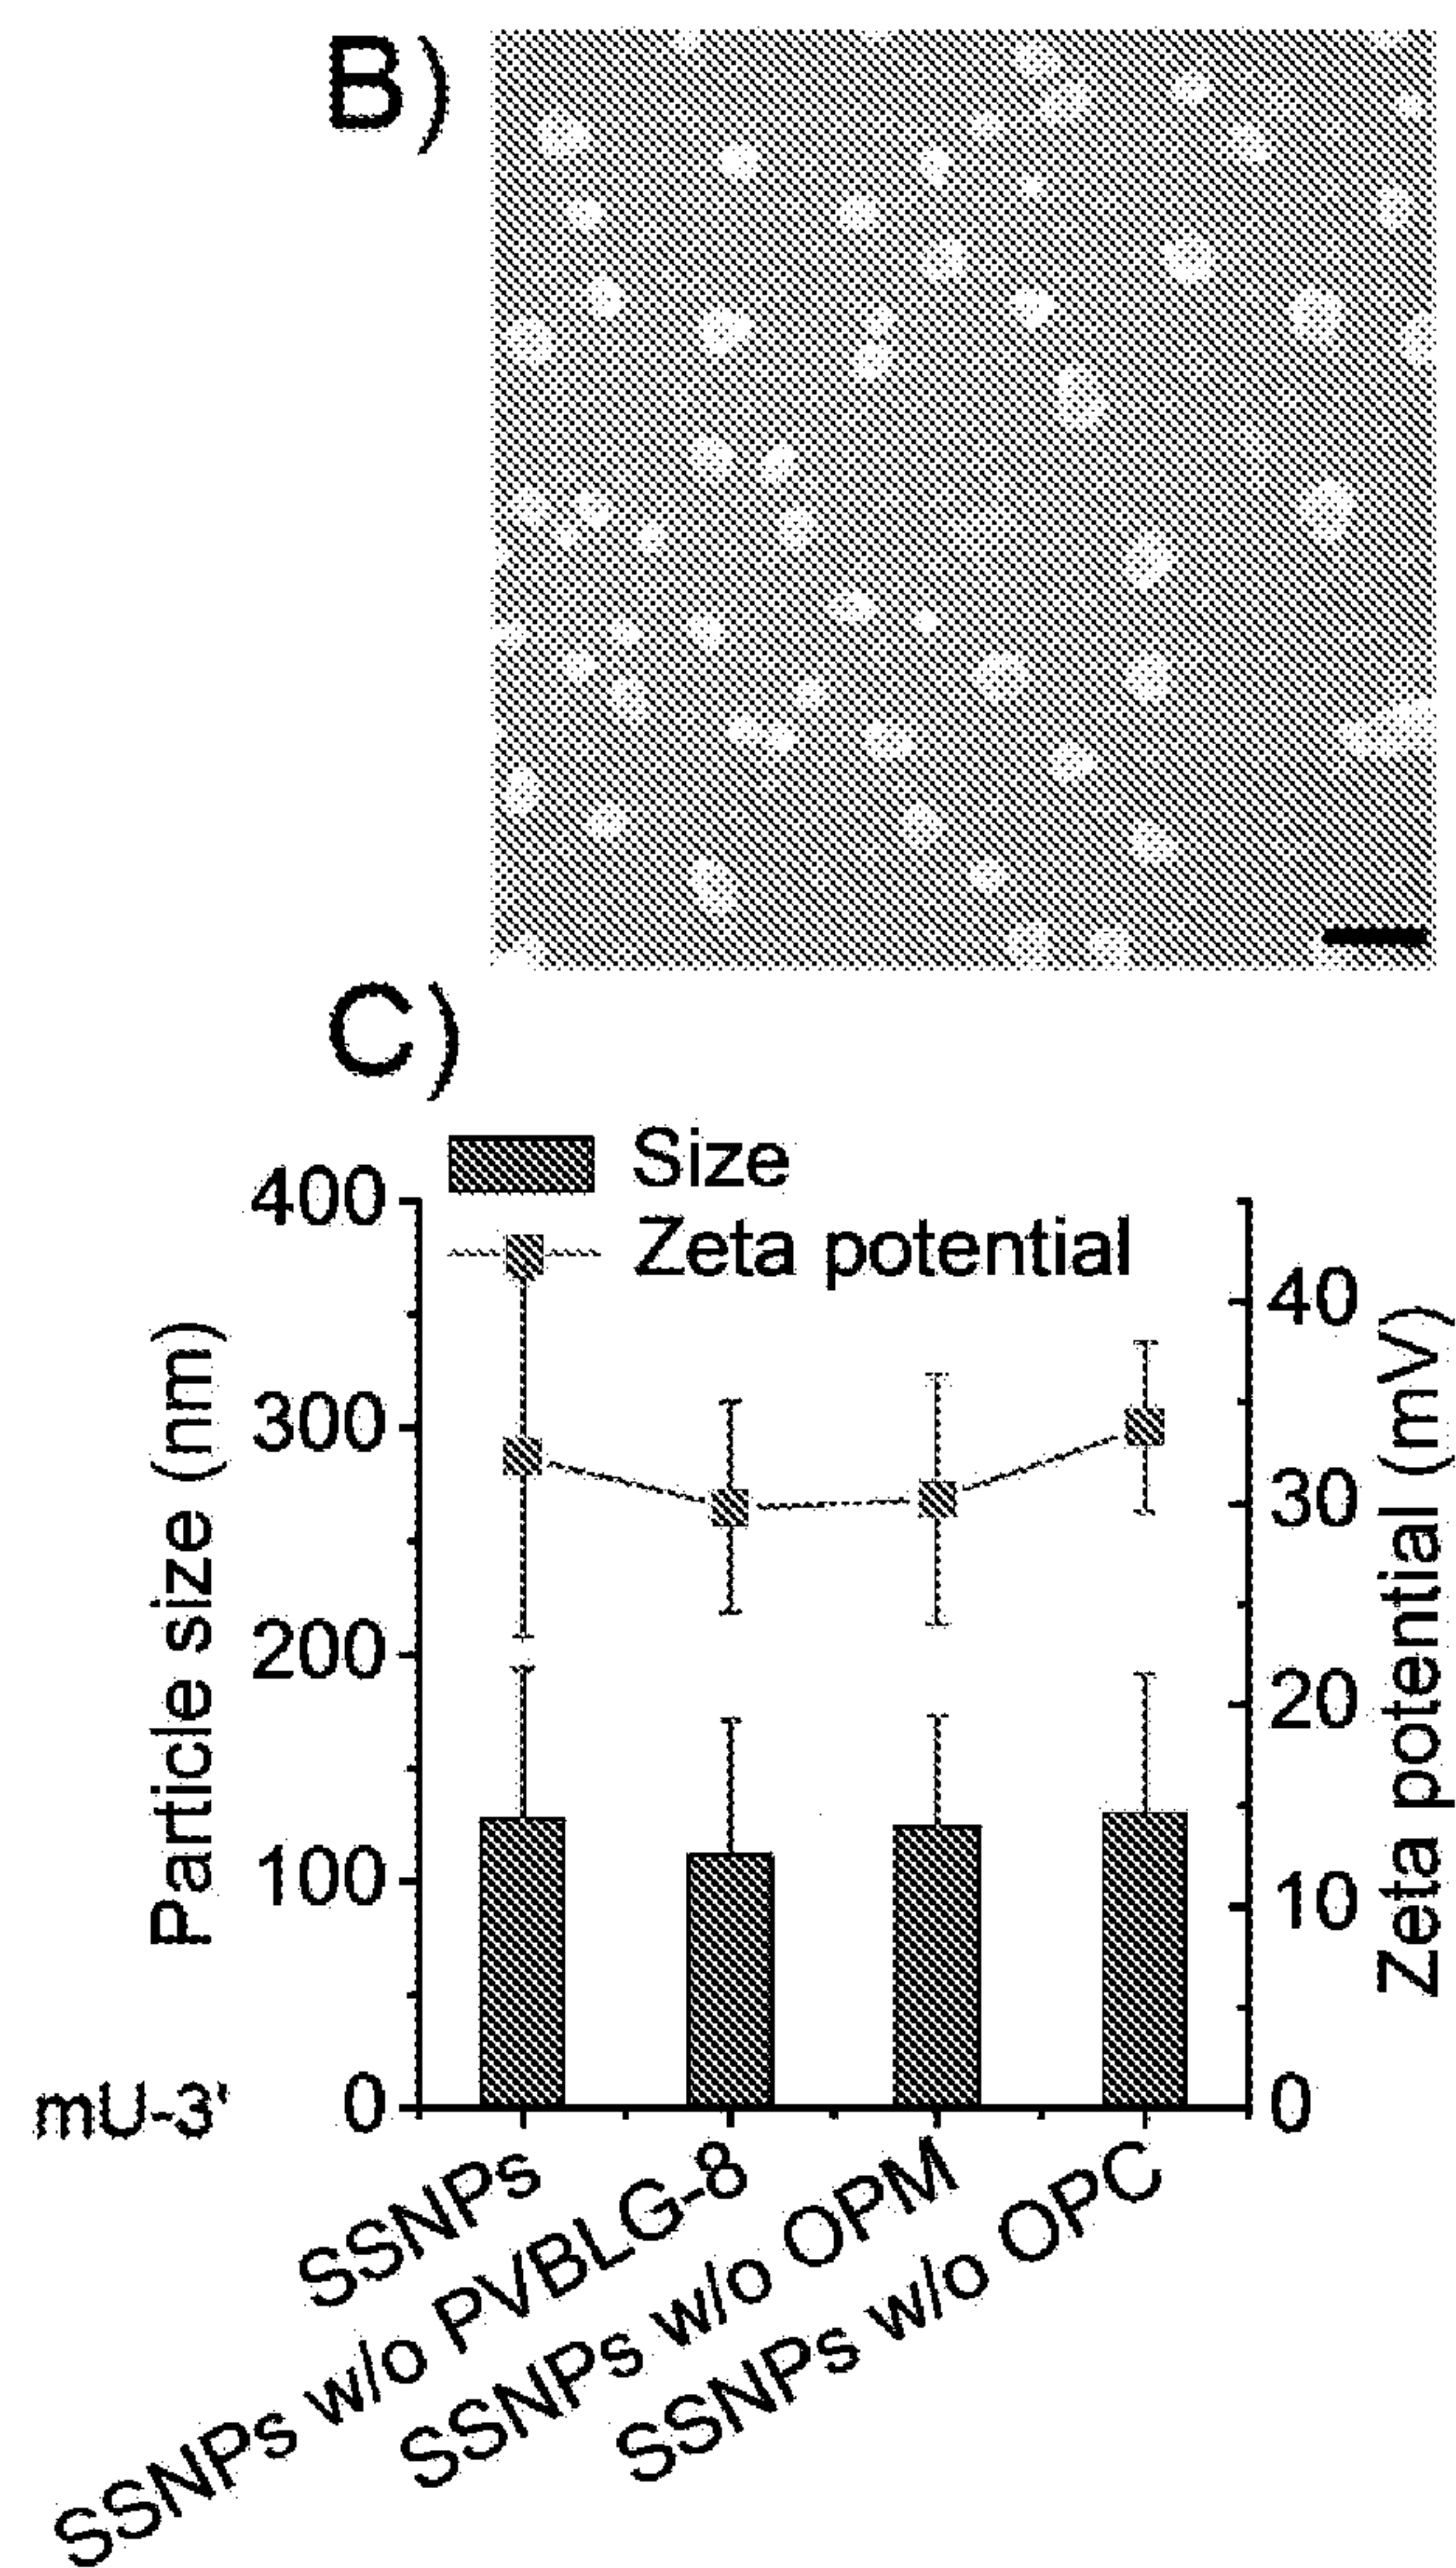 B)
C)
Size
Zeta potential
400
300
200
100
0
Particle size (nm)
40
30
20
10
0
Zeta potential (mV)
mU-3'
SSNPs
SSNPs w/o PVBLG-8
SSNPs w/o OPM
SSNPs w/o OPC